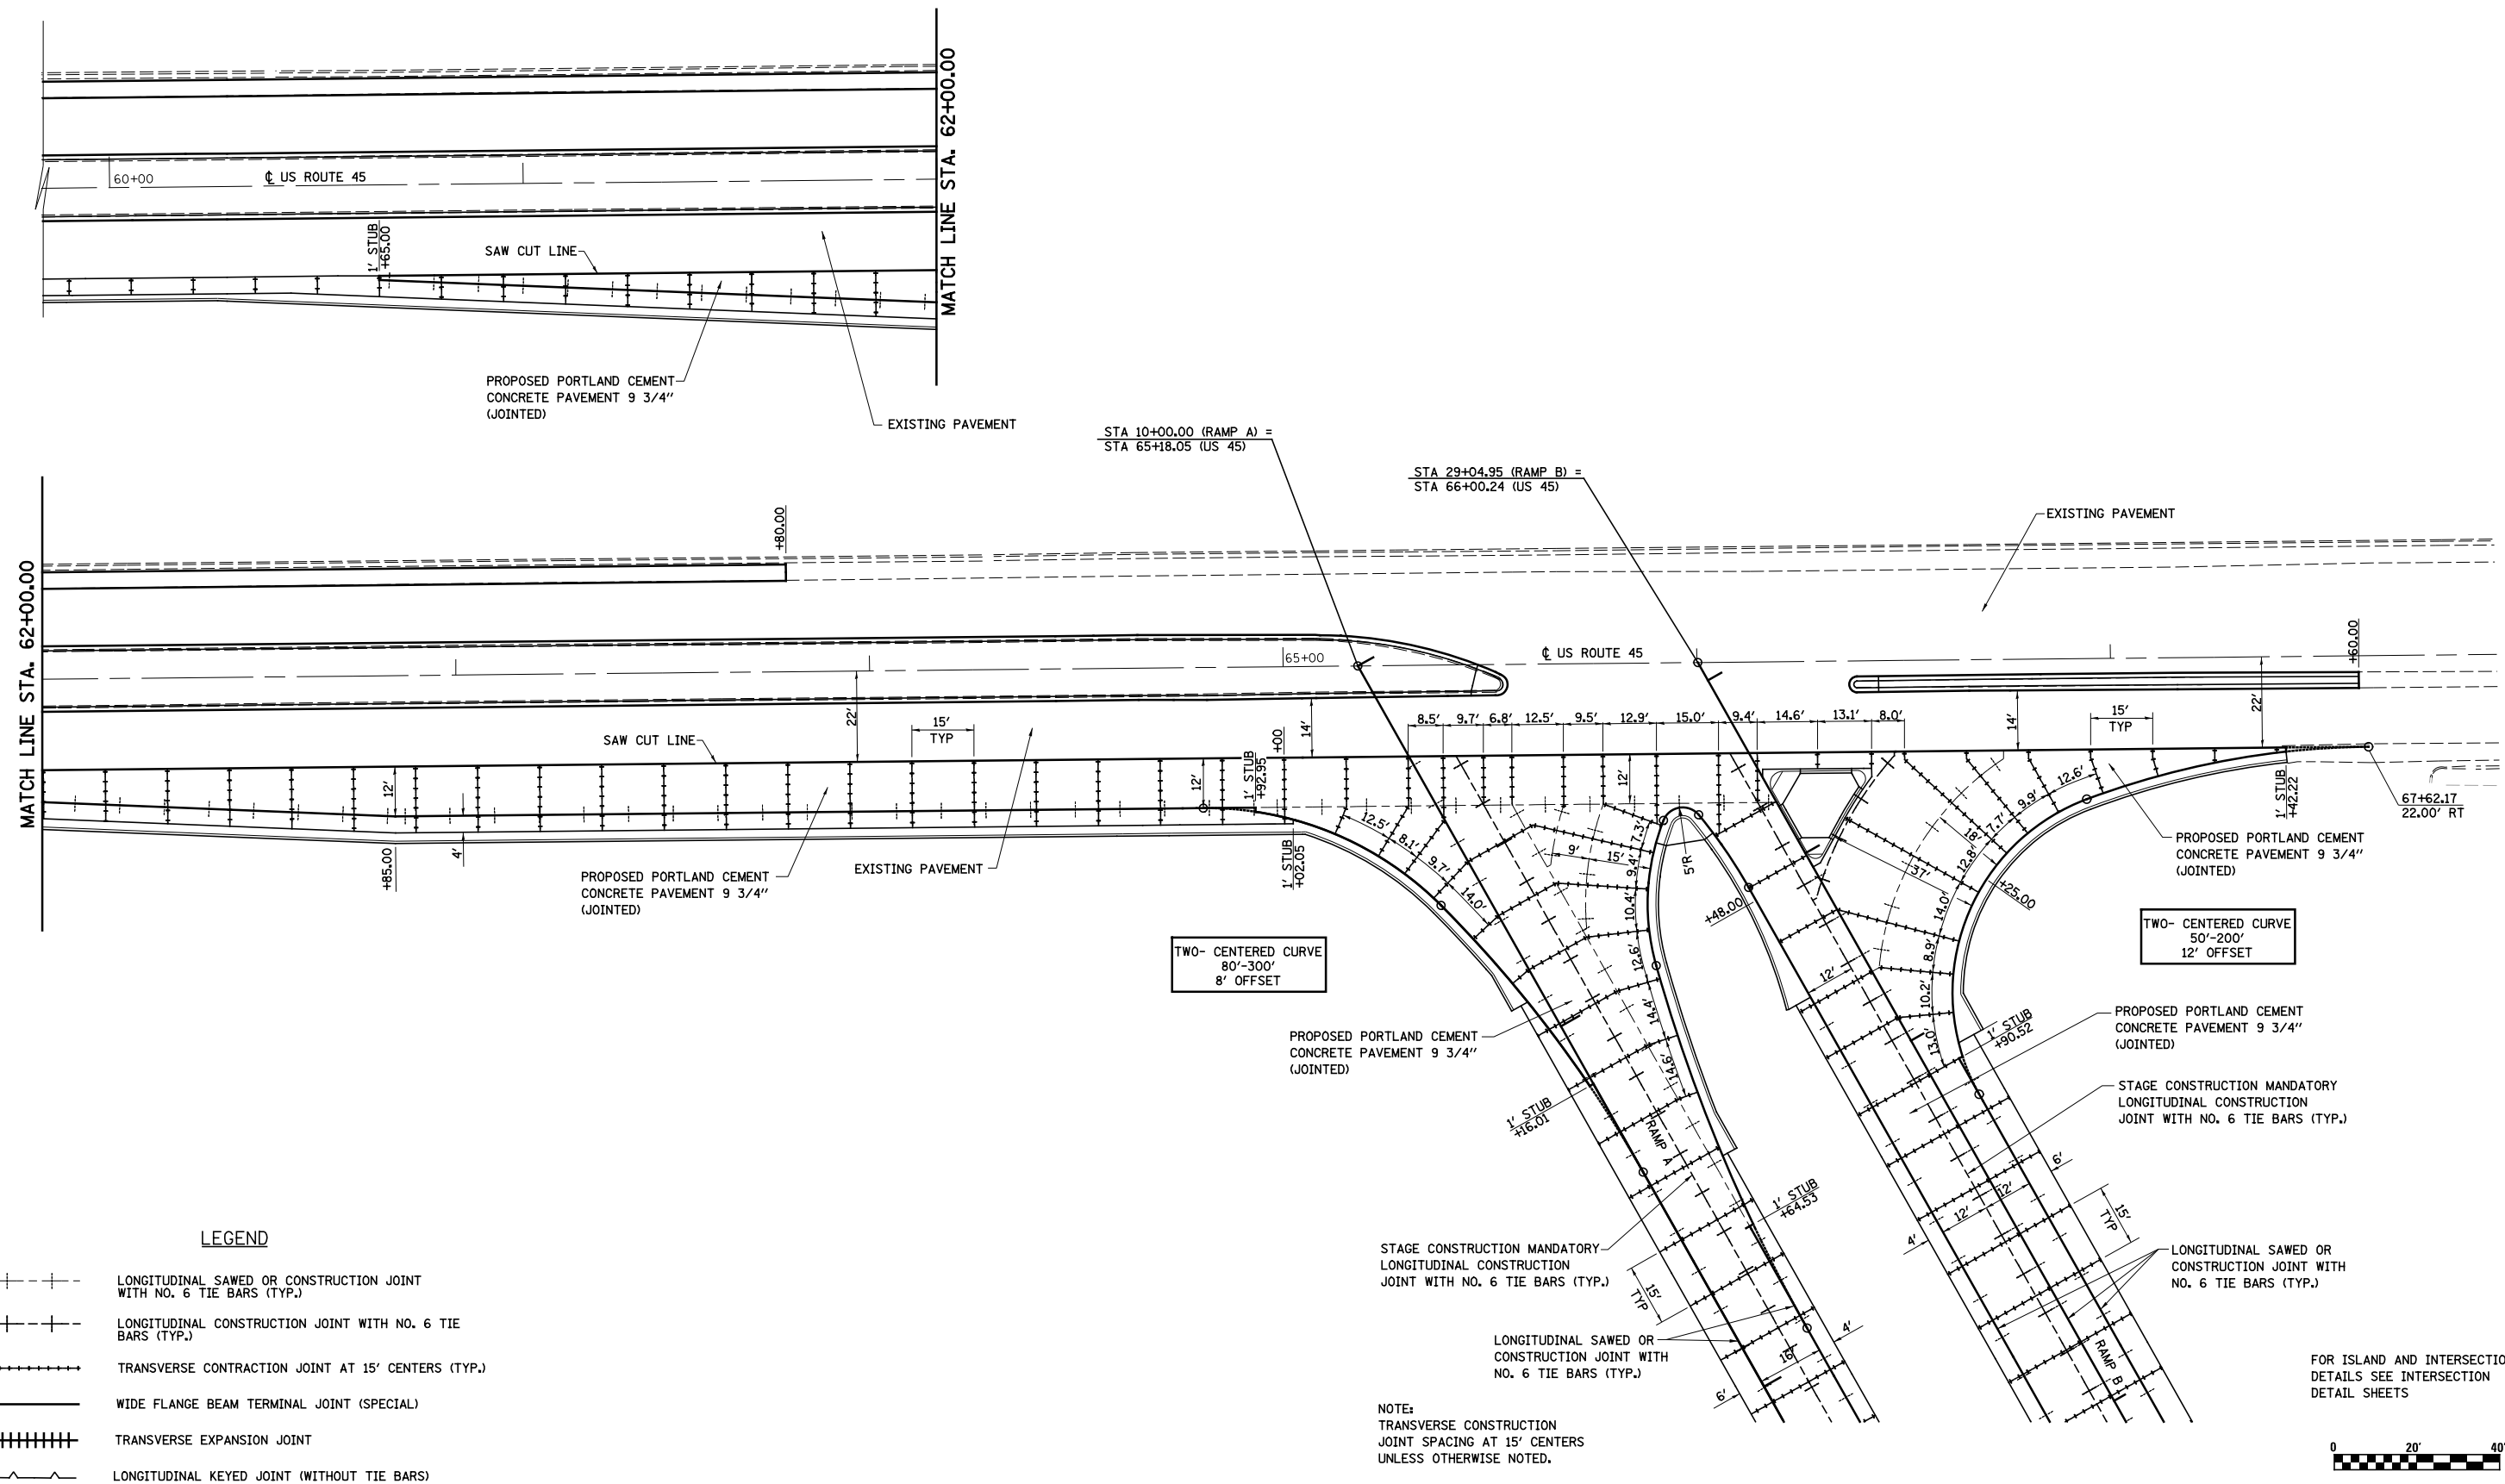 MATCH LINE STA. 62+00.00
60+00
℄ US ROUTE 45
1' STUB
+65.00
SAW CUT LINE
PROPOSED PORTLAND CEMENT
CONCRETE PAVEMENT 9 3/4"
(JOINTED)
EXISTING PAVEMENT
STA 10+00.00 (RAMP A) =
STA 65+18.05 (US 45)
STA 29+04.95 (RAMP B) =
STA 66+00.24 (US 45)
EXISTING PAVEMENT
MATCH LINE STA. 62+00.00
+80.00
65+00
℄ US ROUTE 45
+60.00
22'
14'
14'
22'
15'
TYP
SAW CUT LINE
8.5'
9.7'
6.8'
12.5'
9.5'
12.9'
15.0'
9.4'
14.6'
13.1'
8.0'
15'
TYP
12'
12'
1' STUB
+92.95
+00
12'
12.6'
1' STUB
+42.22
67+62.17
22.00' RT
4'
+85.00
PROPOSED PORTLAND CEMENT
CONCRETE PAVEMENT 9 3/4"
(JOINTED)
EXISTING PAVEMENT
1' STUB
+02.05
12.5'
8.1'
9.7'
14.0'
9'
15'
7.3'
9.4'
10.4'
12.6'
14.4'
14.6'
5'R
+48.00
9.9'
7.7'
18'
12.8'
37'
14.0'
8.9'
10.2'
13.0'
+25.00
12'
PROPOSED PORTLAND CEMENT
CONCRETE PAVEMENT 9 3/4"
(JOINTED)
TWO- CENTERED CURVE
50'-200'
12' OFFSET
TWO- CENTERED CURVE
80'-300'
8' OFFSET
PROPOSED PORTLAND CEMENT
CONCRETE PAVEMENT 9 3/4"
(JOINTED)
1' STUB
+90.52
PROPOSED PORTLAND CEMENT
CONCRETE PAVEMENT 9 3/4"
(JOINTED)
STAGE CONSTRUCTION MANDATORY
LONGITUDINAL CONSTRUCTION
JOINT WITH NO. 6 TIE BARS (TYP.)
1' STUB
+16.01
RAMP A
1' STUB
+64.53
6'
12'
12'
4'
15'
TYP
LONGITUDINAL SAWED OR
CONSTRUCTION JOINT WITH
NO. 6 TIE BARS (TYP.)
STAGE CONSTRUCTION MANDATORY
LONGITUDINAL CONSTRUCTION
JOINT WITH NO. 6 TIE BARS (TYP.)
15'
TYP
LONGITUDINAL SAWED OR
CONSTRUCTION JOINT WITH
NO. 6 TIE BARS (TYP.)
4'
16'
6'
RAMP B
NOTE:
TRANSVERSE CONSTRUCTION
JOINT SPACING AT 15' CENTERS
UNLESS OTHERWISE NOTED.
FOR ISLAND AND INTERSECTIO
DETAILS SEE INTERSECTION
DETAIL SHEETS
0 20' 40'
LEGEND
LONGITUDINAL SAWED OR CONSTRUCTION JOINT
WITH NO. 6 TIE BARS (TYP.)
LONGITUDINAL CONSTRUCTION JOINT WITH NO. 6 TIE
BARS (TYP.)
TRANSVERSE CONTRACTION JOINT AT 15' CENTERS (TYP.)
WIDE FLANGE BEAM TERMINAL JOINT (SPECIAL)
TRANSVERSE EXPANSION JOINT
LONGITUDINAL KEYED JOINT (WITHOUT TIE BARS)